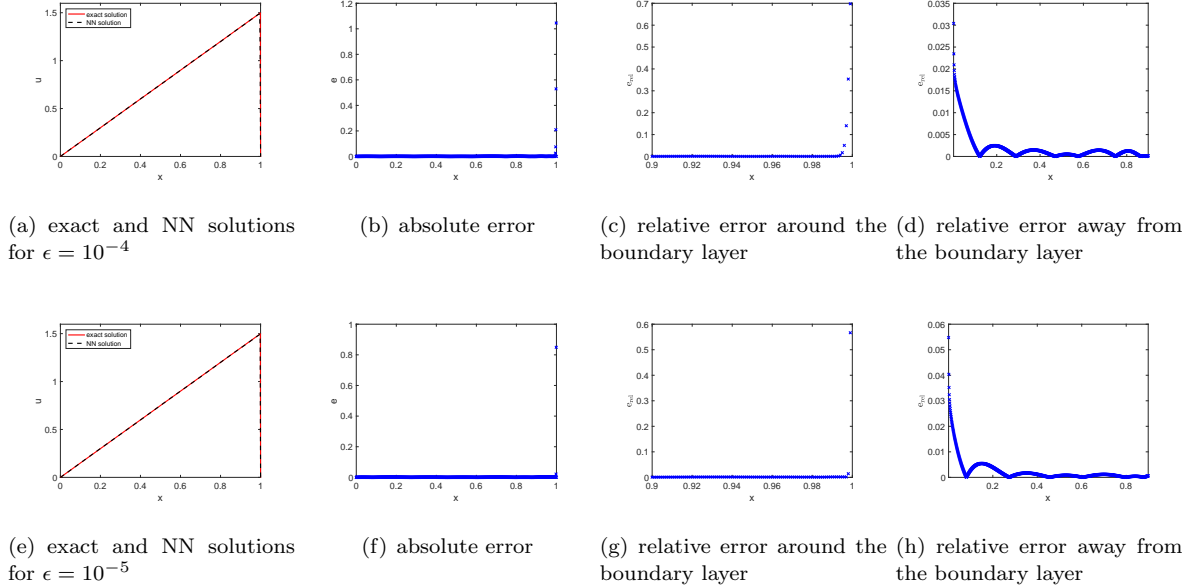 exact solution
NN solution
1.5
1
0.5
0
u
0 0.2 0.4 0.6 0.8 1
x
1.2
1
0.8
0.6
0.4
0.2
0
e
0 0.2 0.4 0.6 0.8 1
x
0.7
0.6
0.5
0.4
0.3
0.2
0.1
0
e_rel
0.9 0.92 0.94 0.96 0.98 1
x
0.035
0.03
0.025
0.02
0.015
0.01
0.005
0
e_rel
0.2 0.4 0.6 0.8
x
(a) exact and NN solutions
for ϵ = 10⁻⁴
(b) absolute error
(c) relative error around the
boundary layer
(d) relative error away from
the boundary layer
exact solution
NN solution
1.5
1
0.5
0
u
0 0.2 0.4 0.6 0.8 1
x
1
0.8
0.6
0.4
0.2
0
e
0 0.2 0.4 0.6 0.8 1
x
0.6
0.5
0.4
0.3
0.2
0.1
0
e_rel
0.9 0.92 0.94 0.96 0.98 1
x
0.06
0.05
0.04
0.03
0.02
0.01
0
e_rel
0.2 0.4 0.6 0.8
x
(e) exact and NN solutions
for ϵ = 10⁻⁵
(f) absolute error
(g) relative error around the
boundary layer
(h) relative error away from
the boundary layer